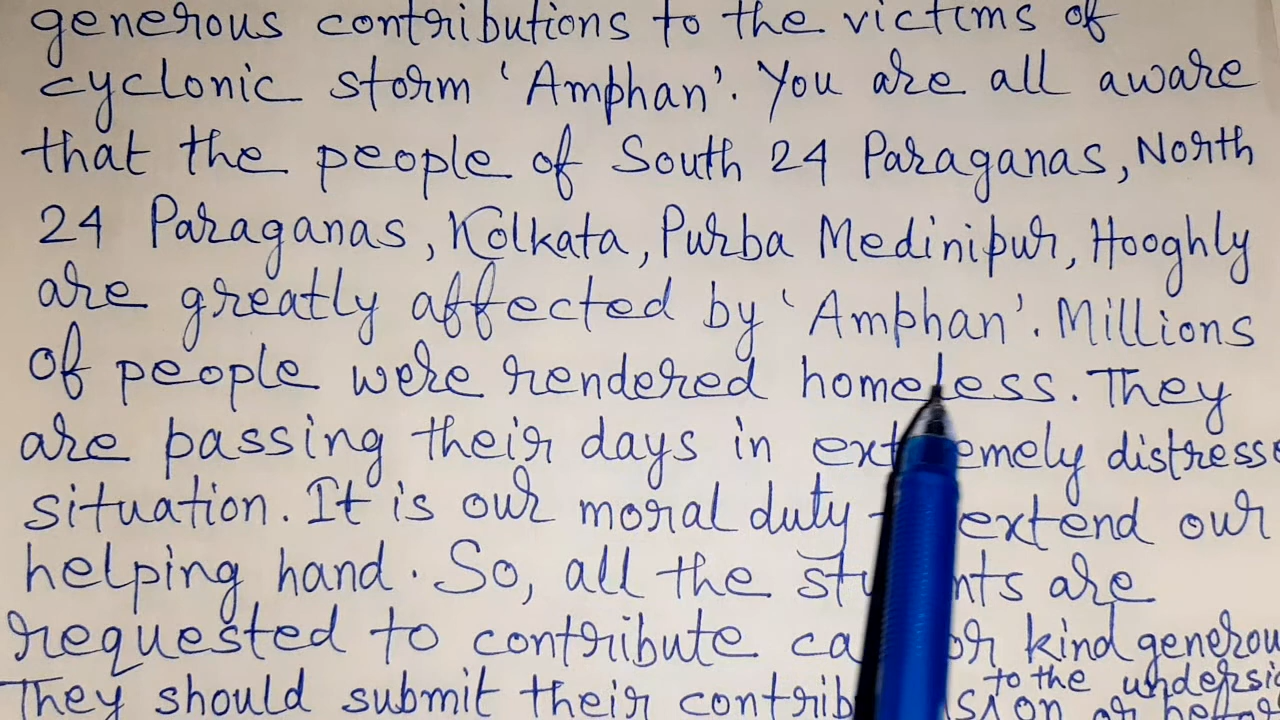 generous contributions to the victims of
cyclonic storm 'Amphan'. You are all aware
that the people of South 24 Paraganas, North
24 Paraganas, Kolkata, Purba Medinipur, Hooghly
are greatly affected by 'Amphan'. Millions
of people were rendered homeless. They
are passing their days in extremely distresse
situation. It is our moral duty extend our
helping hand. So, all the are
requested to contribute kind generou
to the
They should submit their